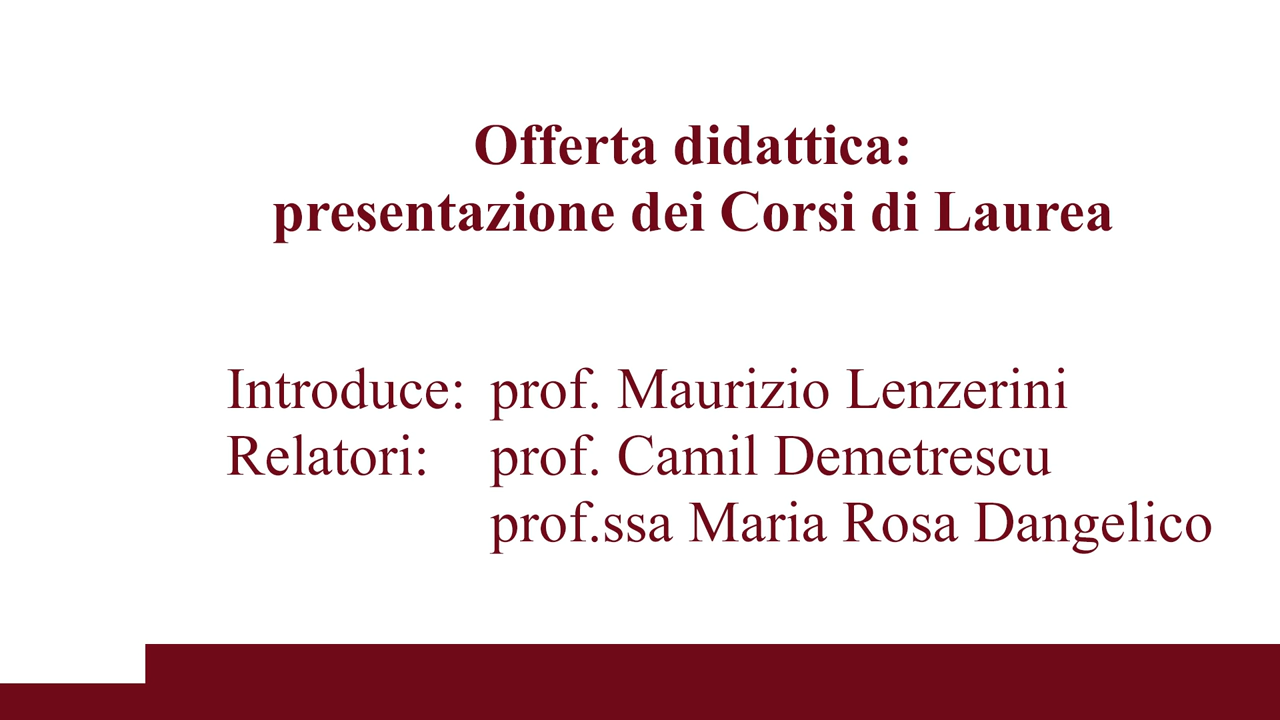 Offerta didattica:
presentazione dei Corsi di Laurea
Introduce: prof. Maurizio Lenzerini
Relatori: prof. Camil Demetrescu
prof.ssa Maria Rosa Dangelico